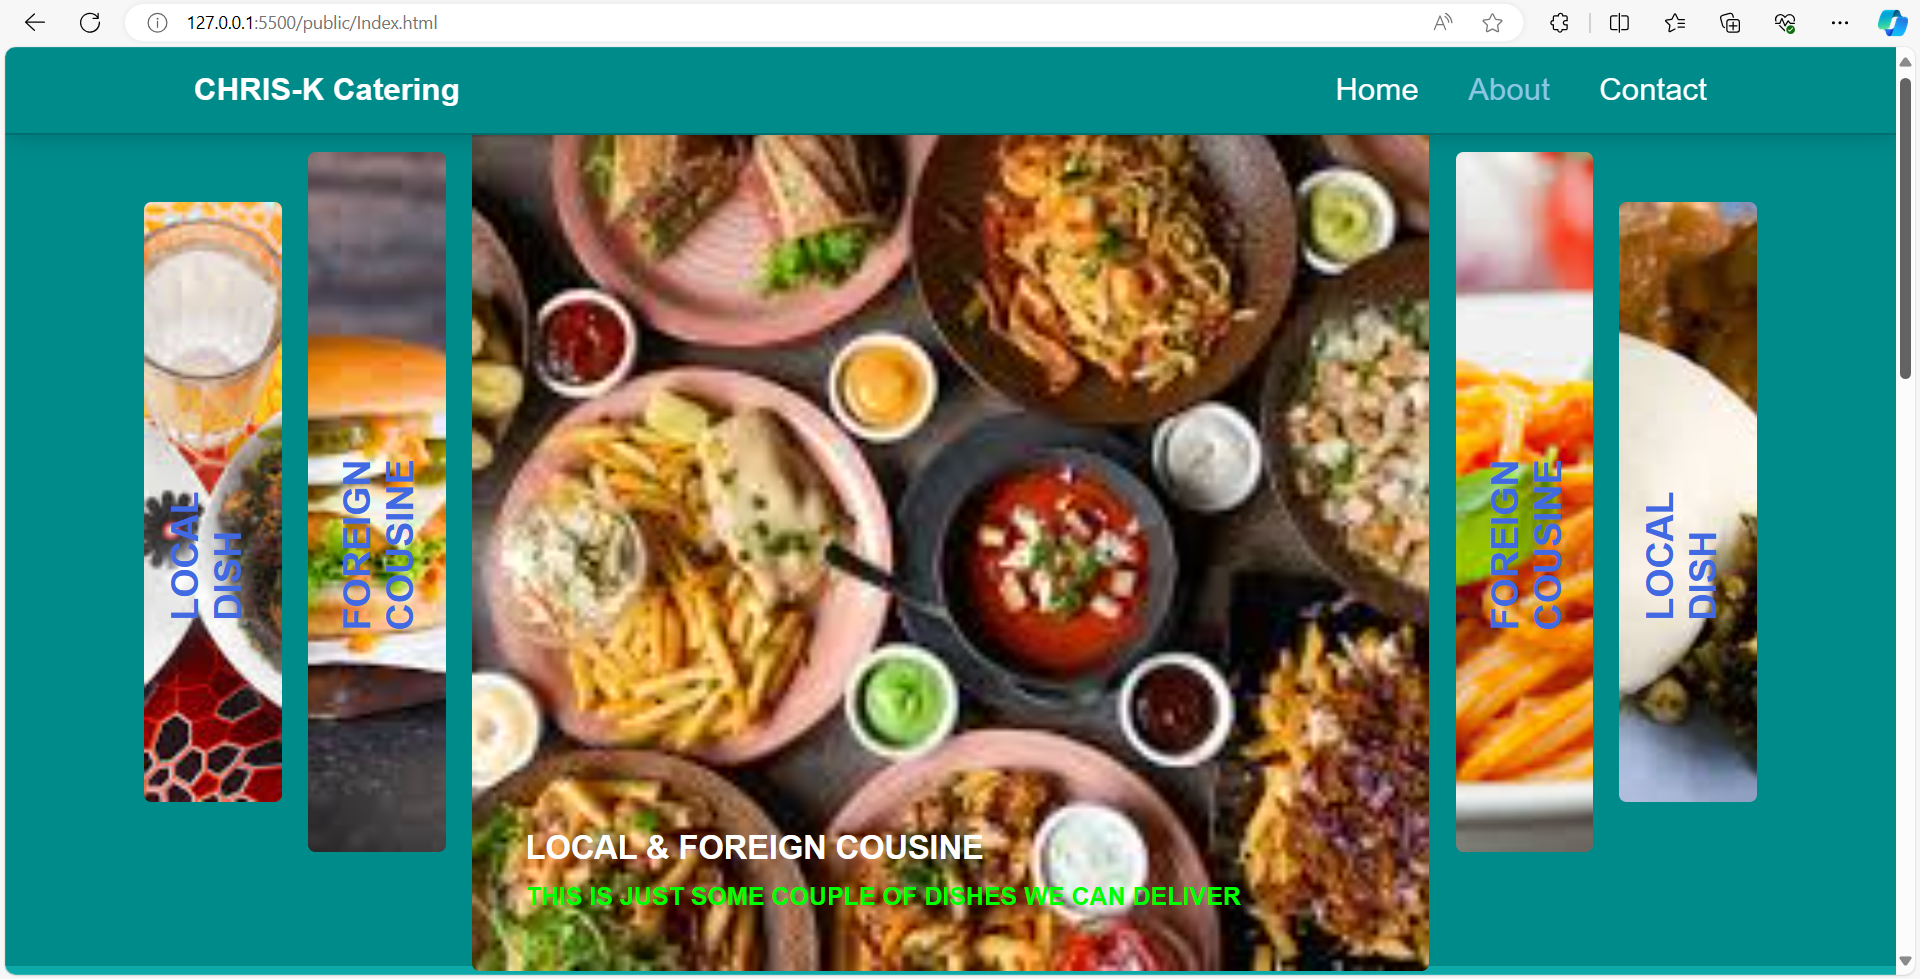 127.0.0.1:5500/public/Index.html
CHRIS-K Catering
Home
About
Contact
LOCAL
DISH
FOREIGN
COUSINE
LOCAL & FOREIGN COUSINE
THIS IS JUST SOME COUPLE OF DISHES WE CAN DELIVER
FOREIGN
COUSINE
LOCAL
DISH